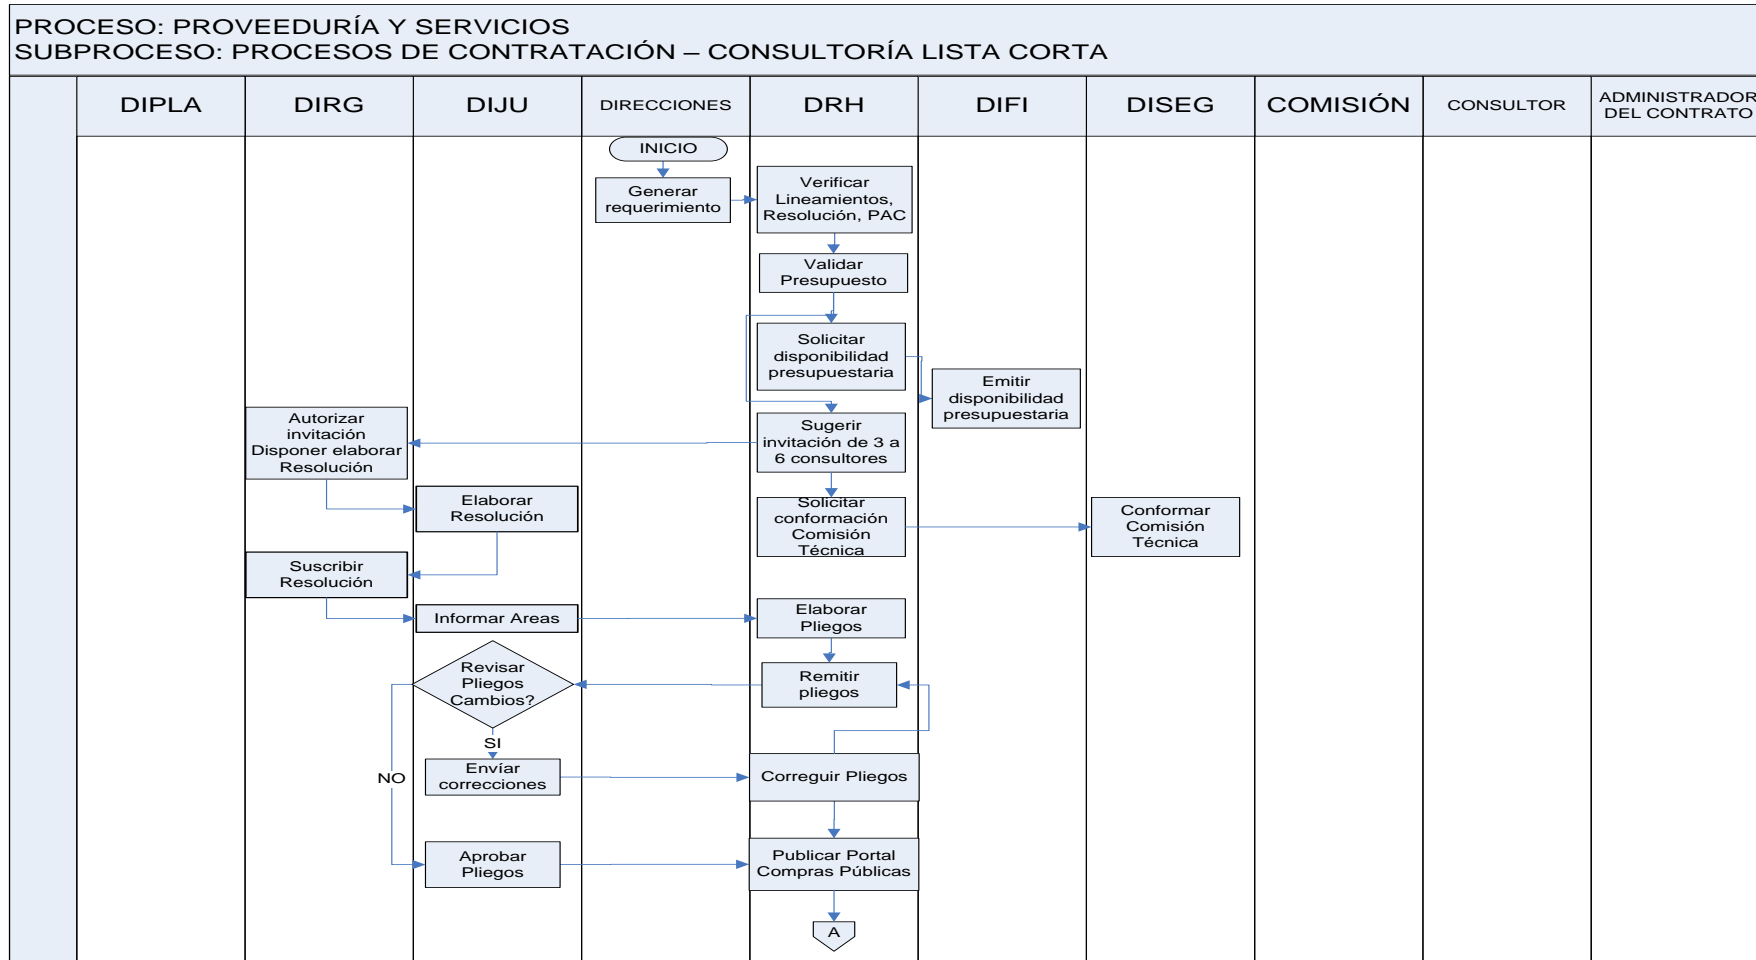 PROCESO: PROVEEDURÍA Y SERVICIOS
SUBPROCESO: PROCESOS DE CONTRATACIÓN – CONSULTORÍA LISTA CORTA
DIPLA
DIRG
DIJU
DIRECCIONES
DRH
DIFI
DISEG
COMISIÓN
CONSULTOR
ADMINISTRADOR
DEL CONTRATO
INICIO
Generar
requerimiento
Verificar
Lineamientos,
Resolución, PAC
Validar
Presupuesto
Solicitar
disponibilidad
presupuestaria
Emitir
disponibilidad
presupuestaria
Autorizar
invitación
Disponer elaborar
Resolución
Sugerir
invitación de 3 a
6 consultores
Elaborar
Resolución
Solicitar
conformación
Comisión
Técnica
Conformar
Comisión
Técnica
Suscribir
Resolución
Informar Areas
Elaborar
Pliegos
Revisar
Pliegos
Cambios?
Remitir
pliegos
SI
NO
Envíar
correcciones
Correguir Pliegos
Aprobar
Pliegos
Publicar Portal
Compras Públicas
A